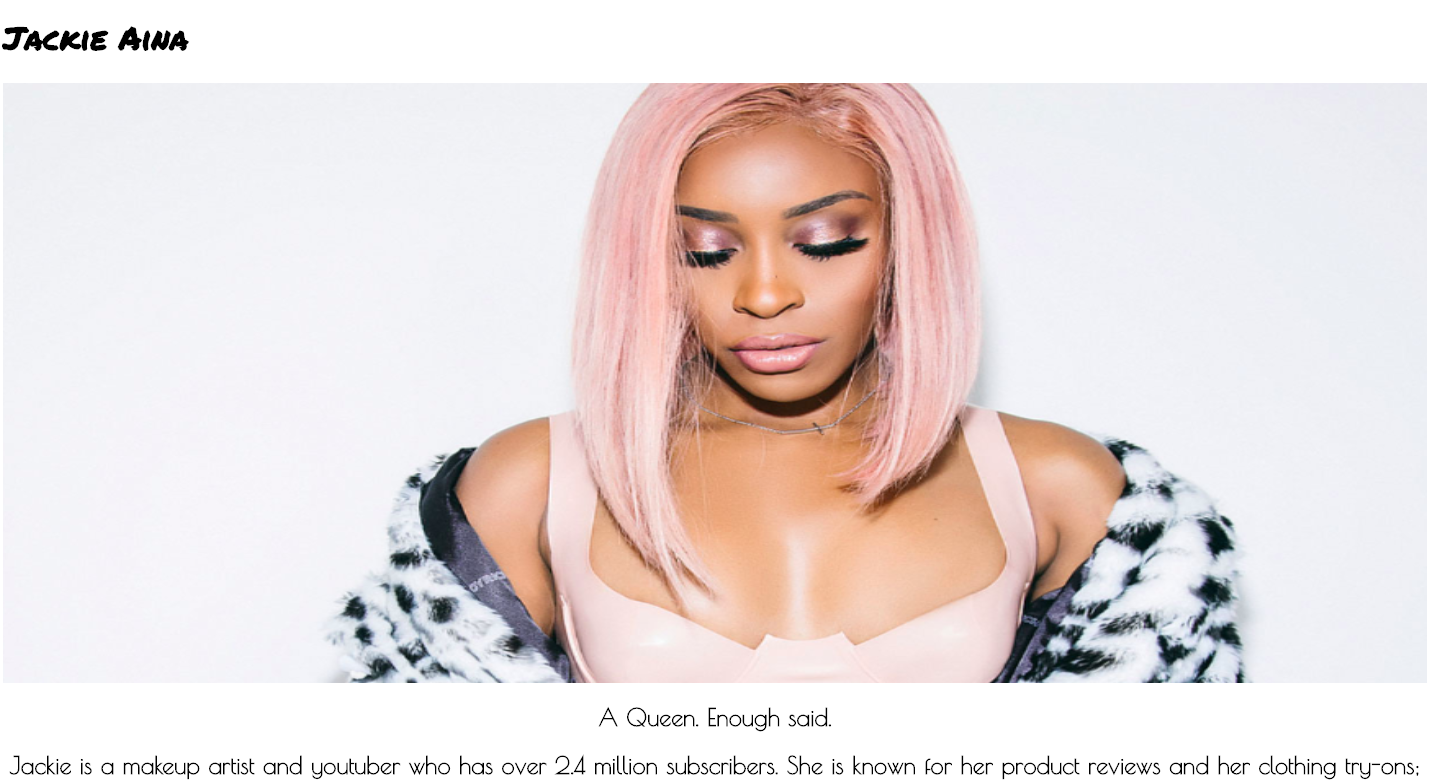 Jackie Aina
A Queen. Enough said.
Jackie is a makeup artist and youtuber who has over 2.4 million subscribers. She is known for her product reviews and her clothing try-ons;